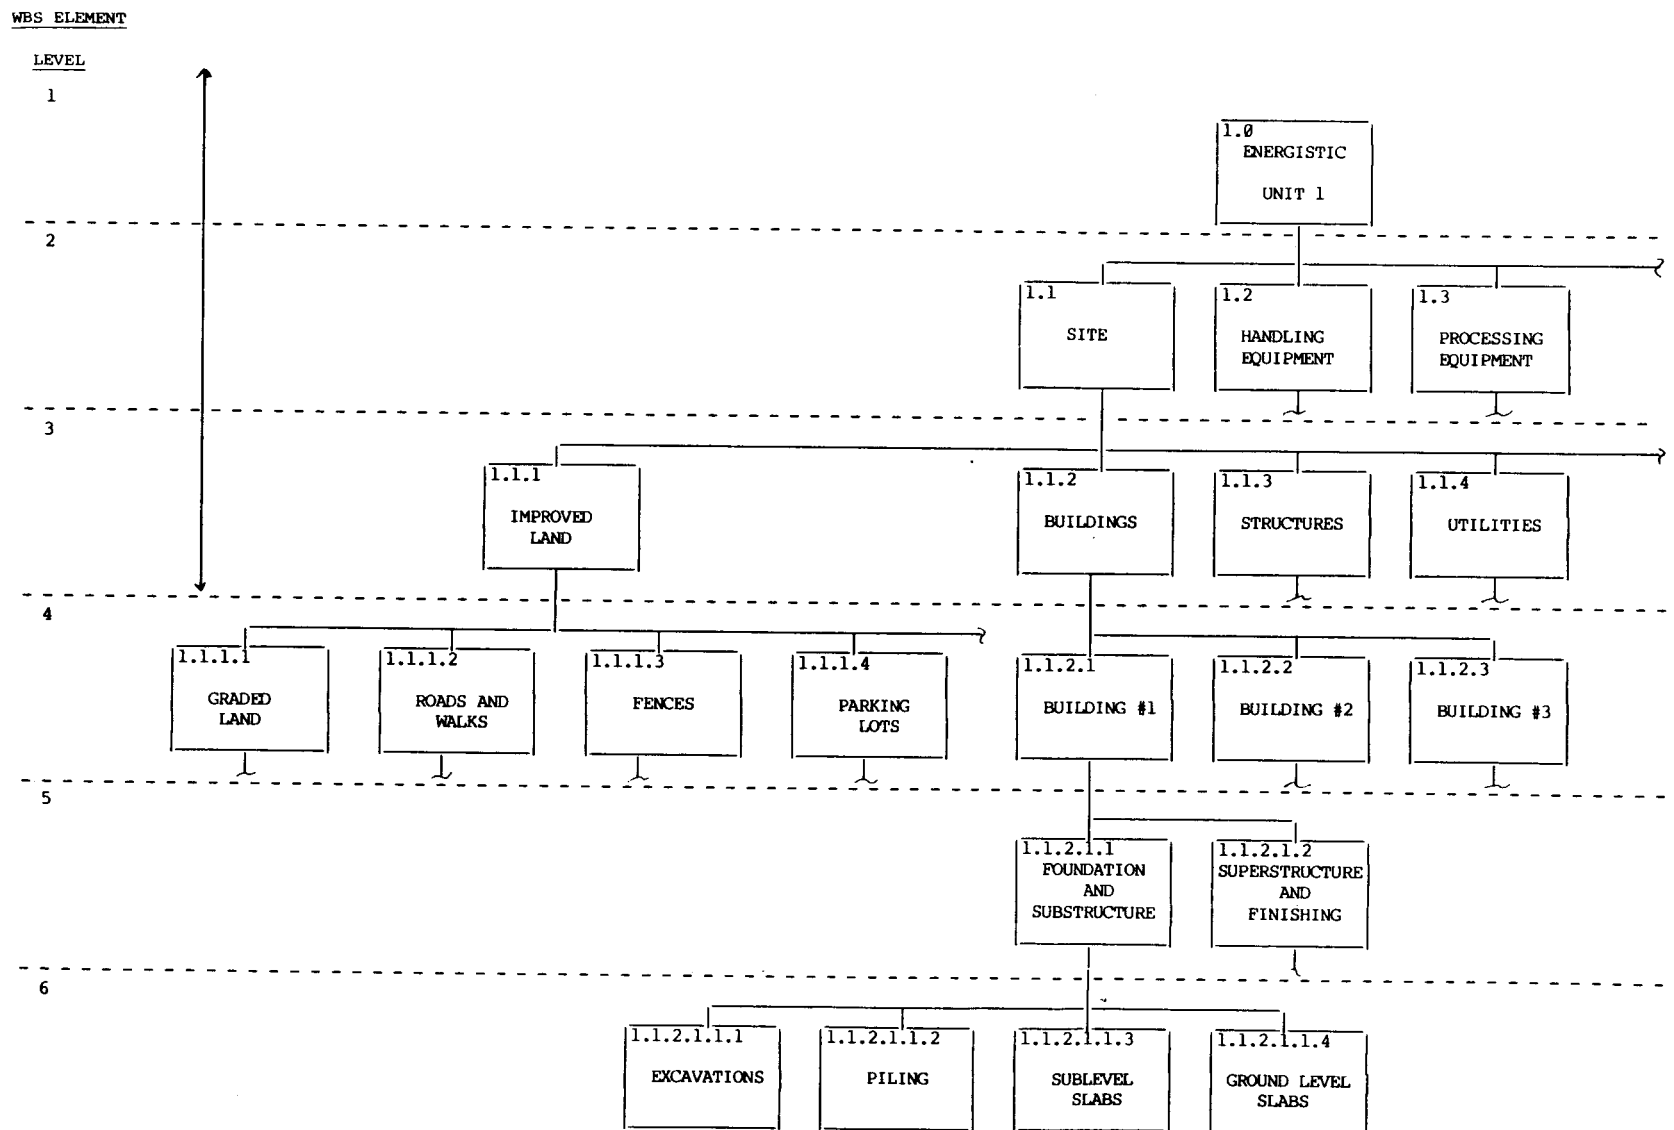 WBS ELEMENT
LEVEL
1
1.0
ENERGISTIC
UNIT 1
2
1.1
SITE
1.2
HANDLING
EQUIPMENT
1.3
PROCESSING
EQUIPMENT
3
1.1.1
IMPROVED
LAND
1.1.2
BUILDINGS
1.1.3
STRUCTURES
1.1.4
UTILITIES
4
1.1.1.1
GRADED
LAND
1.1.1.2
ROADS AND
WALKS
1.1.1.3
FENCES
1.1.1.4
PARKING
LOTS
1.1.2.1
BUILDING #1
1.1.2.2
BUILDING #2
1.1.2.3
BUILDING #3
5
1.1.2.1.1
FOUNDATION
AND
SUBSTRUCTURE
1.1.2.1.2
SUPERSTRUCTURE
AND
FINISHING
6
1.1.2.1.1.1
EXCAVATIONS
1.1.2.1.1.2
PILING
1.1.2.1.1.3
SUBLEVEL
SLABS
1.1.2.1.1.4
GROUND LEVEL
SLABS